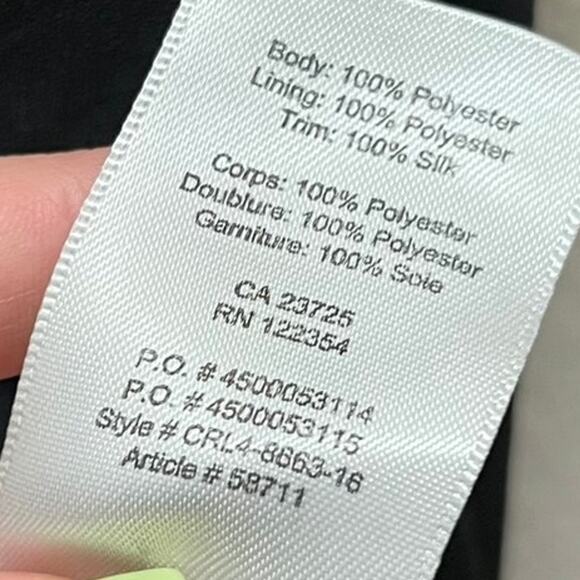 Body: 100% Polyester
Lining: 100% Polyester
Trim: 100% Silk
Corps: 100% Polyester
Doublure: 100% Polyester
Garniture: 100% Soie
CA 23725
RN 122354
P.O. # 4500053114
P.O. # 4500053115
Style # CRL4-8663-16
Article # 58711